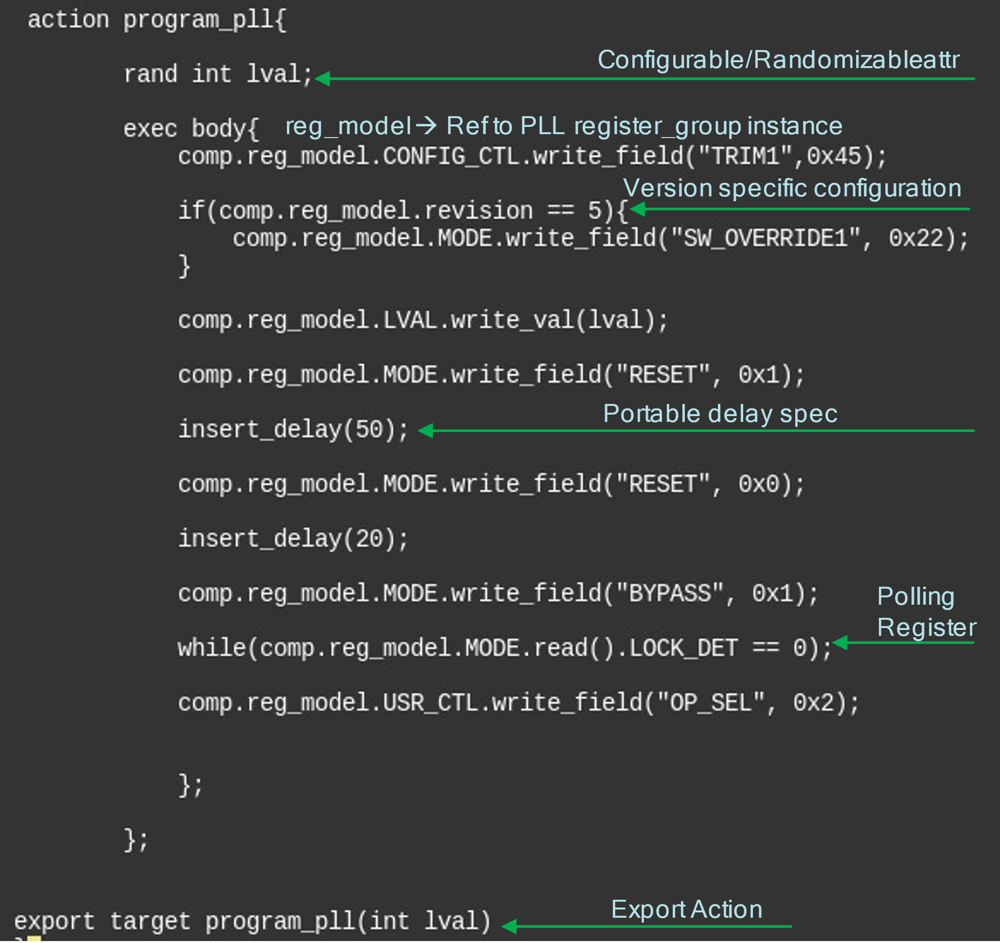 action program_pll{
Configurable/Randomizableattr
rand int lval;
exec body{ reg_model→ Ref to PLL register_group instance
comp.reg_model.CONFIG_CTL.write_field("TRIM1",0x45);
Version specific configuration
if(comp.reg_model.revision == 5){
comp.reg_model.MODE.write_field("SW_OVERRIDE1", 0x22);
}
comp.reg_model.LVAL.write_val(lval);
comp.reg_model.MODE.write_field("RESET", 0x1);
Portable delay spec
insert_delay(50);
comp.reg_model.MODE.write_field("RESET", 0x0);
insert_delay(20);
comp.reg_model.MODE.write_field("BYPASS", 0x1);
Polling
Register
while(comp.reg_model.MODE.read().LOCK_DET == 0);
comp.reg_model.USR_CTL.write_field("OP_SEL", 0x2);
};
};
Export Action
export target program_pll(int lval)